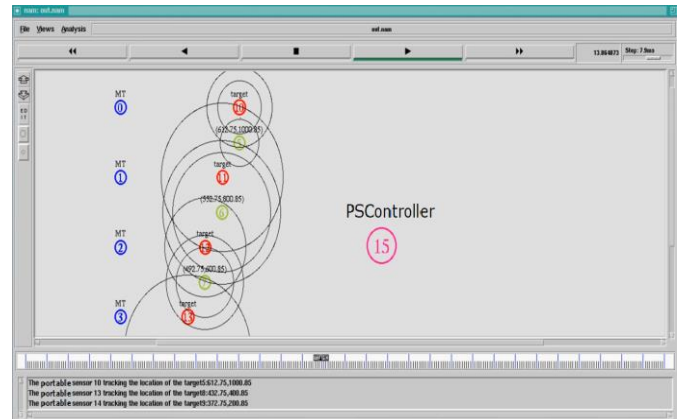 nam: out.nam
File Views Analysis
out.nam
13.864873 Step: 7.9ms
MT
0
target
10
(612.75,1000.85)
5
MT
1
target
11
(552.75,800.85)
6
PSController
15
MT
2
target
(492.75,600.85)
7
MT
3
target
13
The portable sensor 10 tracking the location of the target5:612.75,1000.85
The portable sensor 13 tracking the location of the target8:432.75,400.85
The portable sensor 14 tracking the location of the target9:372.75,200.85